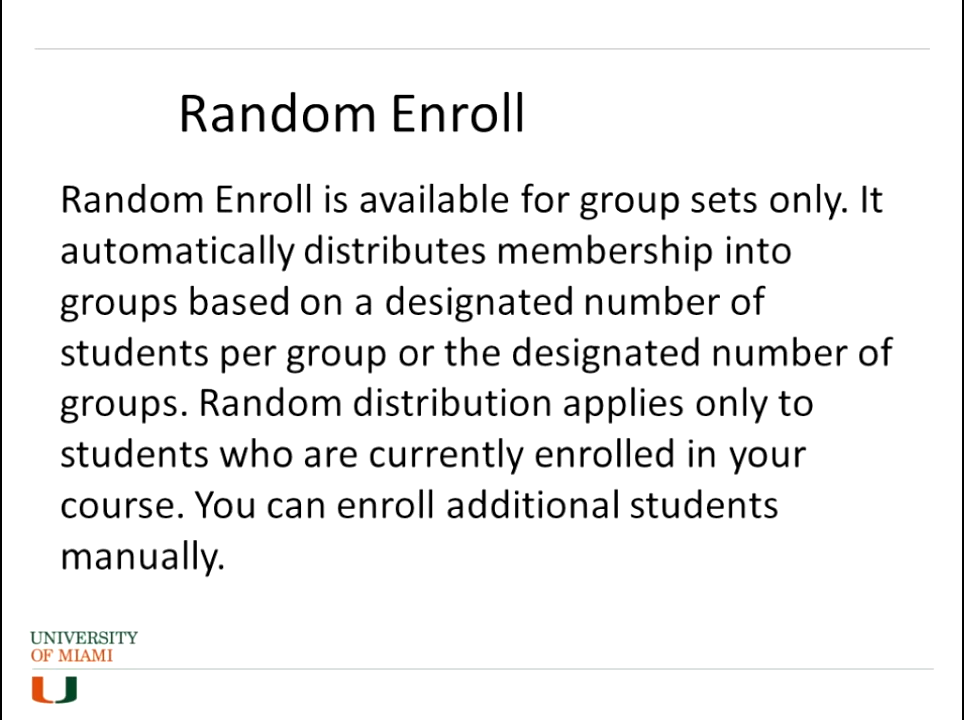 Random Enroll
Random Enroll is available for group sets only. It
automatically distributes membership into
groups based on a designated number of
students per group or the designated number of
groups. Random distribution applies only to
students who are currently enrolled in your
course. You can enroll additional students
manually.
UNIVERSITY
OF MIAMI
U